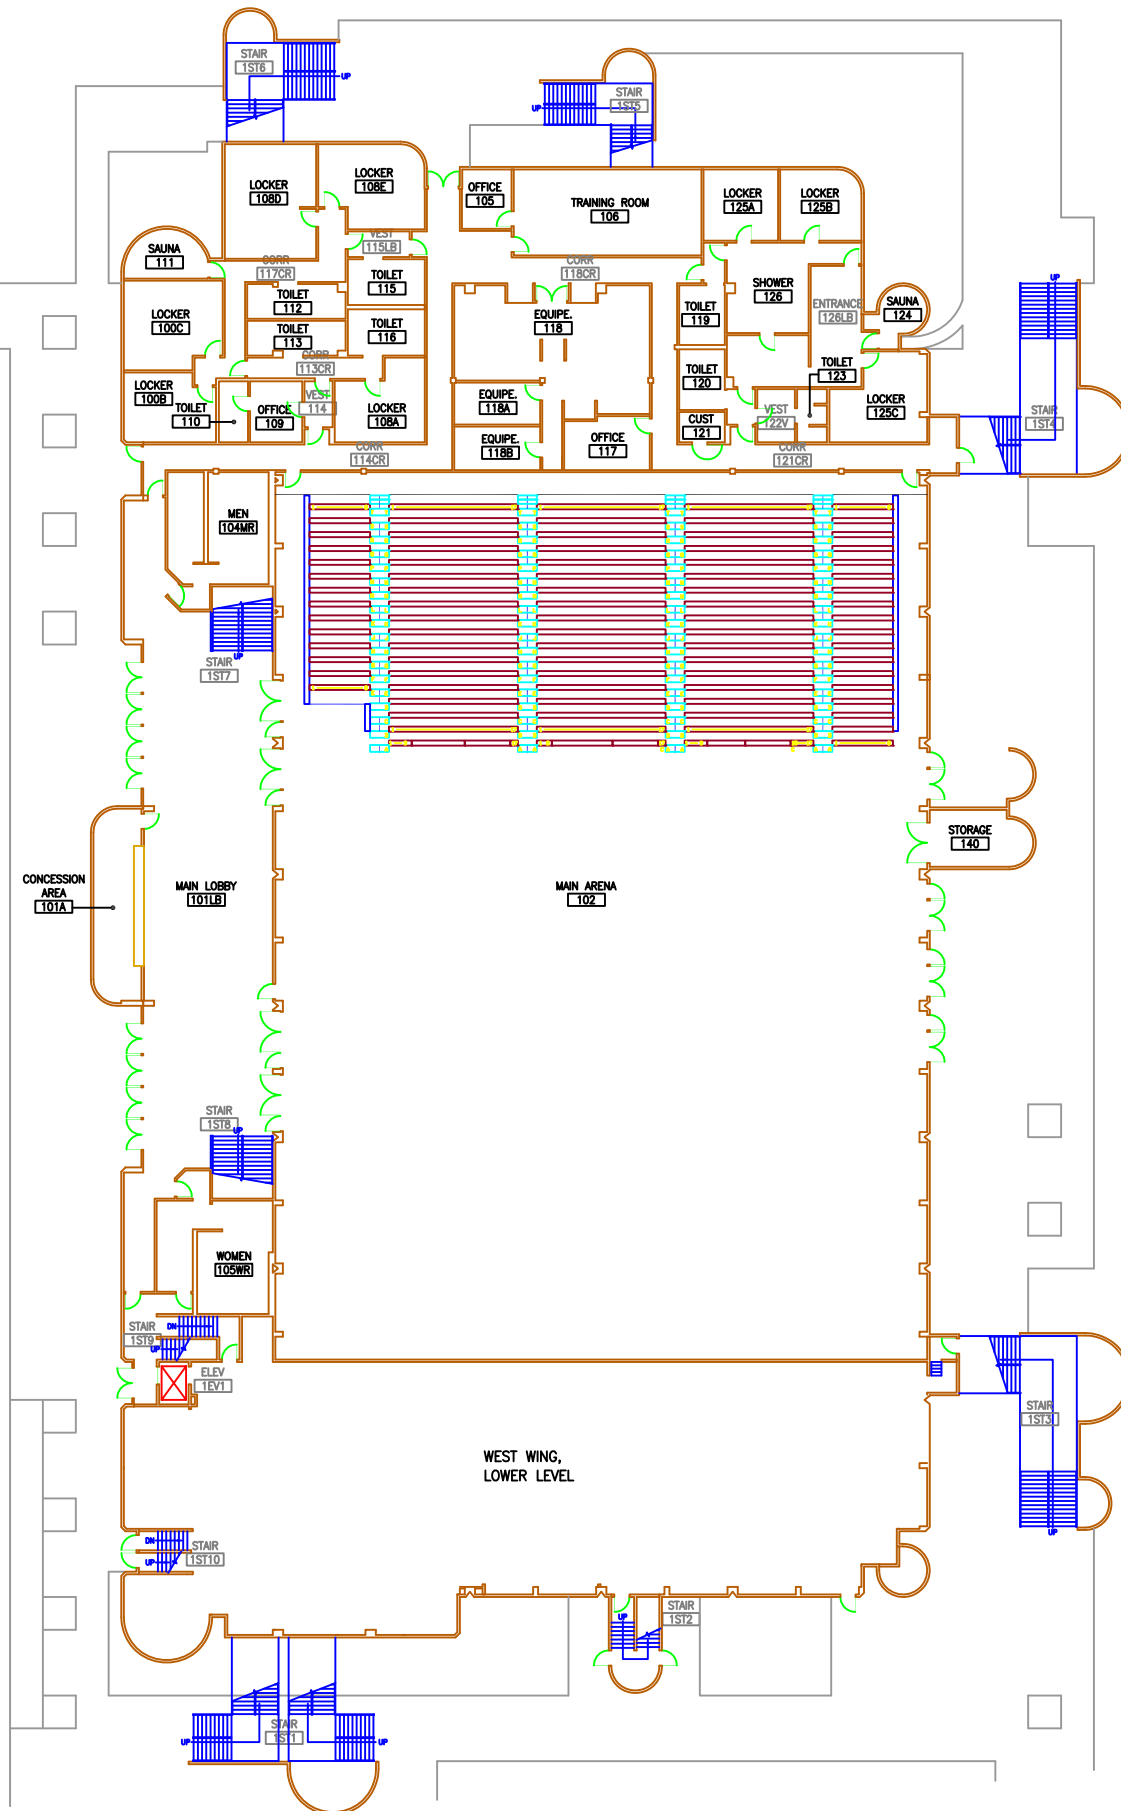 STAIR
1ST6
UP
STAIR
1ST5
UP
LOCKER
108D
LOCKER
108E
OFFICE
105
TRAINING ROOM
106
LOCKER
125A
LOCKER
125B
SAUNA
111
VEST
115LB
CORR
117CR
CORR
118CR
TOILET
115
TOILET
112
SHOWER
126
ENTRANCE
126LB
SAUNA
124
UP
LOCKER
100C
TOILET
113
TOILET
116
EQUIPE.
118
TOILET
119
CORR
113CR
TOILET
120
TOILET
123
LOCKER
100B
TOILET
110
OFFICE
109
VEST
114
LOCKER
108A
EQUIPE.
118A
CUST
121
VEST
122V
LOCKER
125C
STAIR
1ST4
EQUIPE.
118B
OFFICE
117
CORR
114CR
CORR
121CR
MEN
104MR
UP
STAIR
1ST7
STORAGE
140
CONCESSION
AREA
101A
MAIN LOBBY
101LB
MAIN ARENA
102
STAIR
1ST8
UP
WOMEN
105WR
STAIR
1ST9
DN
UP
ELEV
1EV1
STAIR
1ST3
UP
WEST WING,
LOWER LEVEL
DN
UP
STAIR
1ST10
UP
STAIR
1ST2
STAIR
1ST1
UP
UP